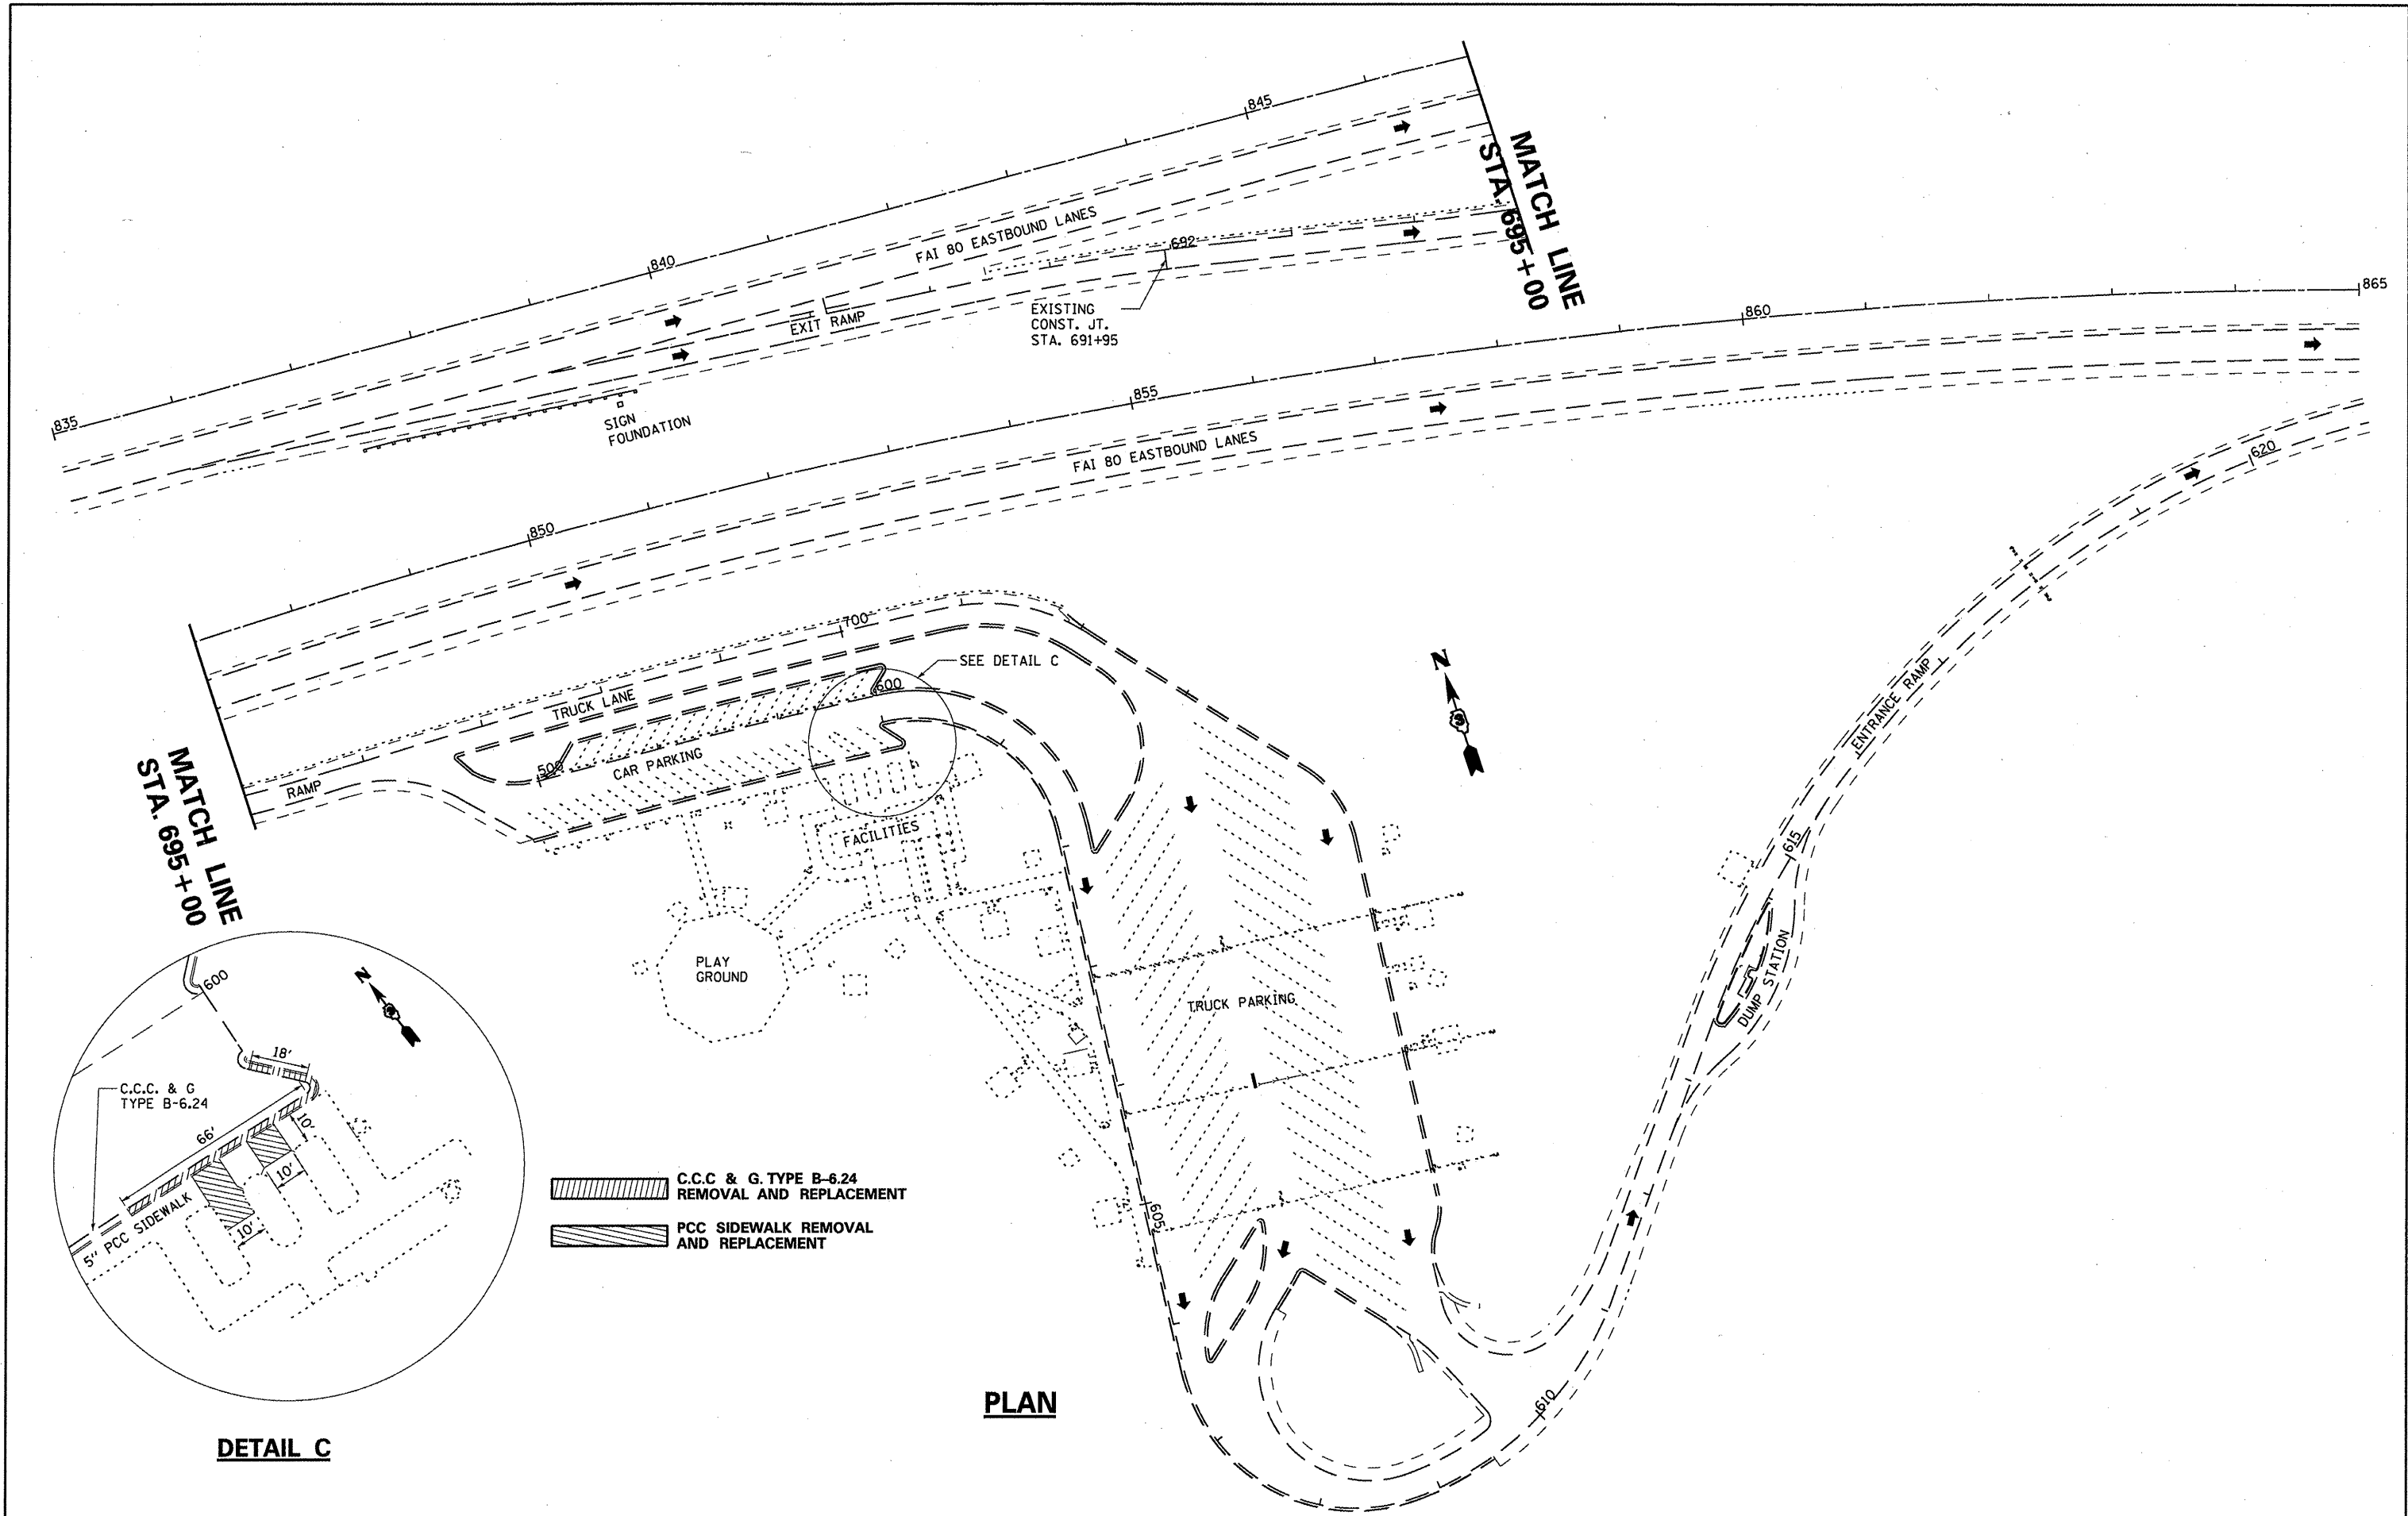 845
MATCH LINE
STA. 695+00
840
FAI 80 EASTBOUND LANES
692
EXIT RAMP
EXISTING
CONST. JT.
STA. 691+95
835
SIGN
FOUNDATION
865
860
855
FAI 80 EASTBOUND LANES
850
620
700
SEE DETAIL C
N
3
TRUCK LANE
600
500
CAR PARKING
RAMP
MATCH LINE
STA. 695+00
FACILITIES
ENTRANCE RAMP
615
PLAY
GROUND
TRUCK PARKING
DUMP STATION
605
610
600
N
18'
C.C.C. & G
TYPE B-6.24
66'
10'
10'
10'
5" PCC SIDEWALK
C.C.C & G. TYPE B-6.24
REMOVAL AND REPLACEMENT
PCC SIDEWALK REMOVAL
AND REPLACEMENT
PLAN
DETAIL C